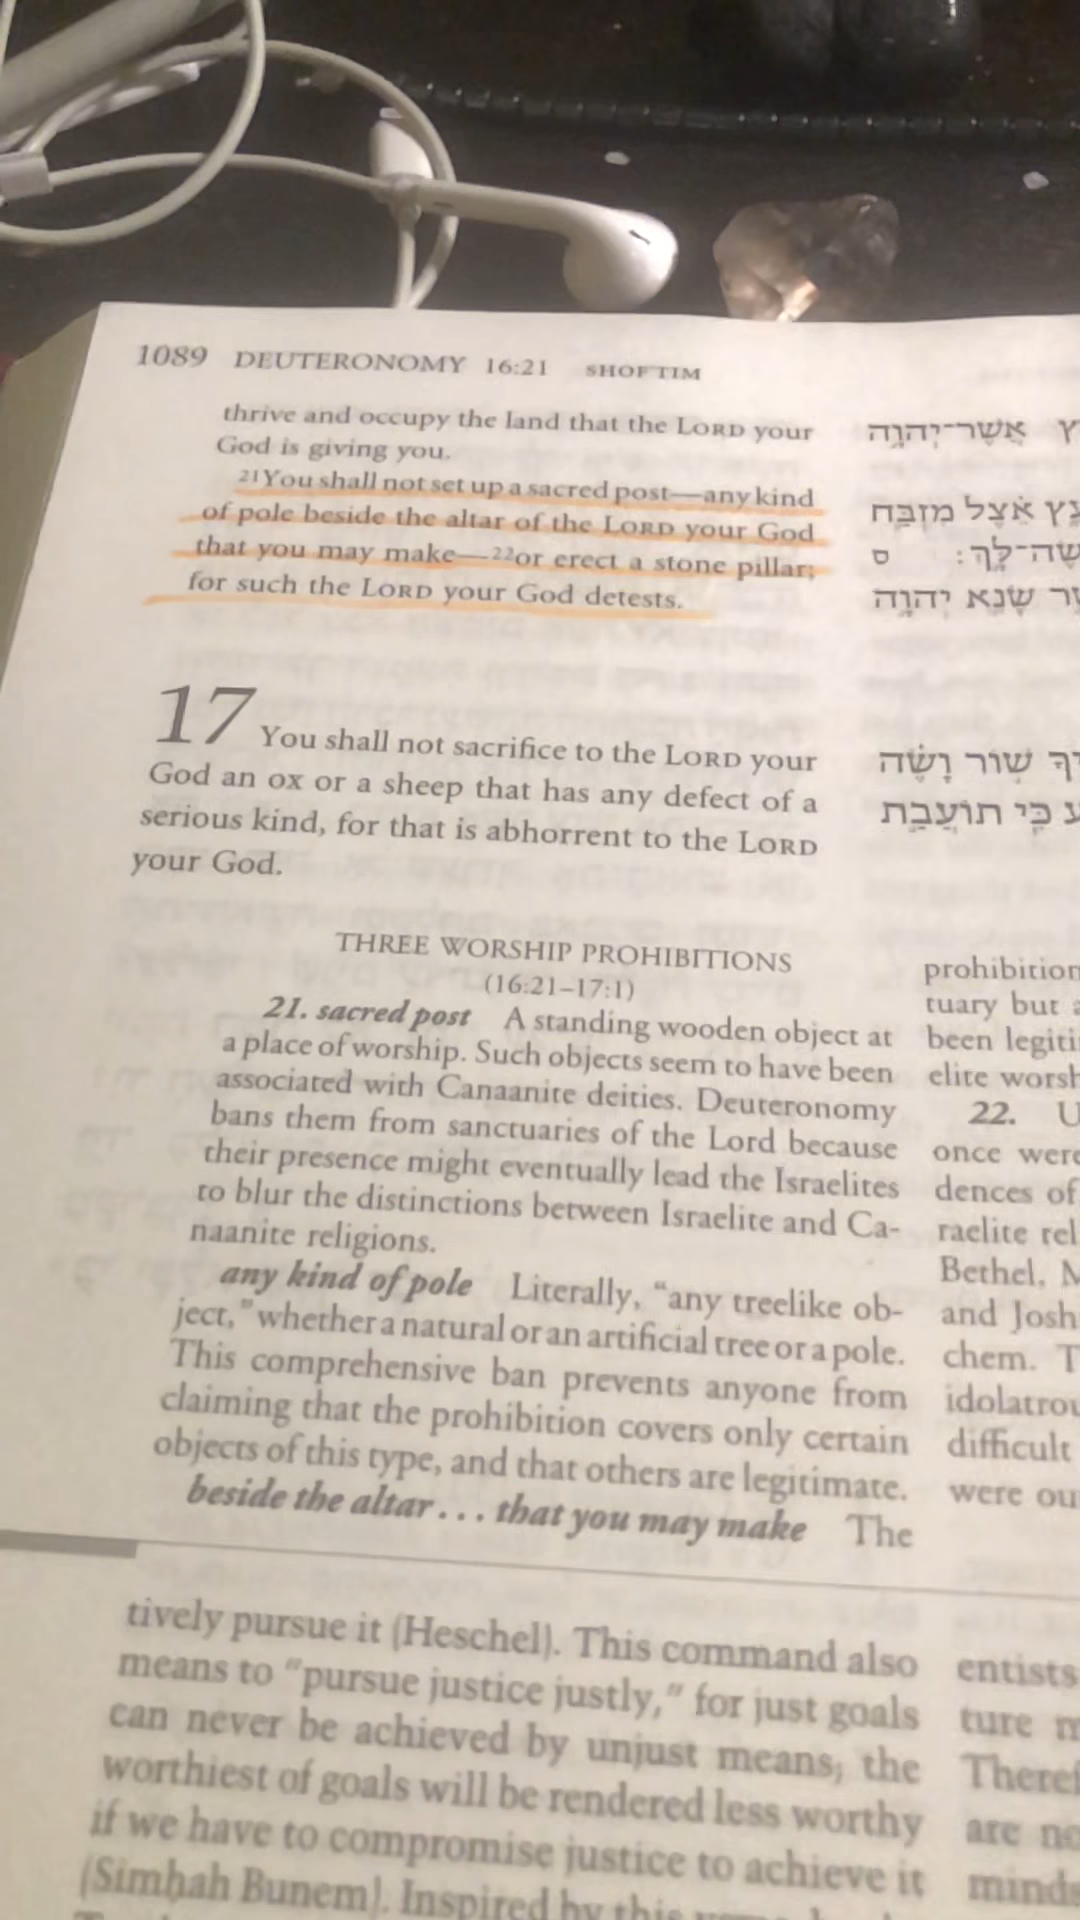 1089 DEUTERONOMY 16:21 SHOFTIM
thrive and occupy the land that the LORD your
God is giving you.
21You shall not set up a sacred post—any kind
of pole beside the altar of the LORD your God
that you may make—22or erect a stone pillar;
for such the LORD your God detests.
אֲשֶׁר־יְהוָה
אֵצֶל מִזְבַּח
לָּךְ׃ ס
שָׂנֵא יְהוָה
17 You shall not sacrifice to the LORD your
God an ox or a sheep that has any defect of a
serious kind, for that is abhorrent to the LORD
your God.
שׁוֹר וָשֶׂה
כִּי תוֹעֲבַת
THREE WORSHIP PROHIBITIONS
(16:21–17:1)
21. sacred post A standing wooden object at
a place of worship. Such objects seem to have been
associated with Canaanite deities. Deuteronomy
bans them from sanctuaries of the Lord because
their presence might eventually lead the Israelites
to blur the distinctions between Israelite and Ca-
naanite religions.
any kind of pole Literally, “any treelike ob-
ject,” whether a natural or an artificial tree or a pole.
This comprehensive ban prevents anyone from
claiming that the prohibition covers only certain
objects of this type, and that others are legitimate.
beside the altar . . . that you may make The
prohibition
tuary but
been
elite
22.
once were
dences of
raelite
Bethel,
and
chem.
difficult
were
tively pursue it (Heschel). This command also
means to “pursue justice justly,” for just goals
can never be achieved by unjust means; the
worthiest of goals will be rendered less worthy
if we have to compromise justice to achieve it
(Simḥah Bunem). Inspired by this
entists
ture
are